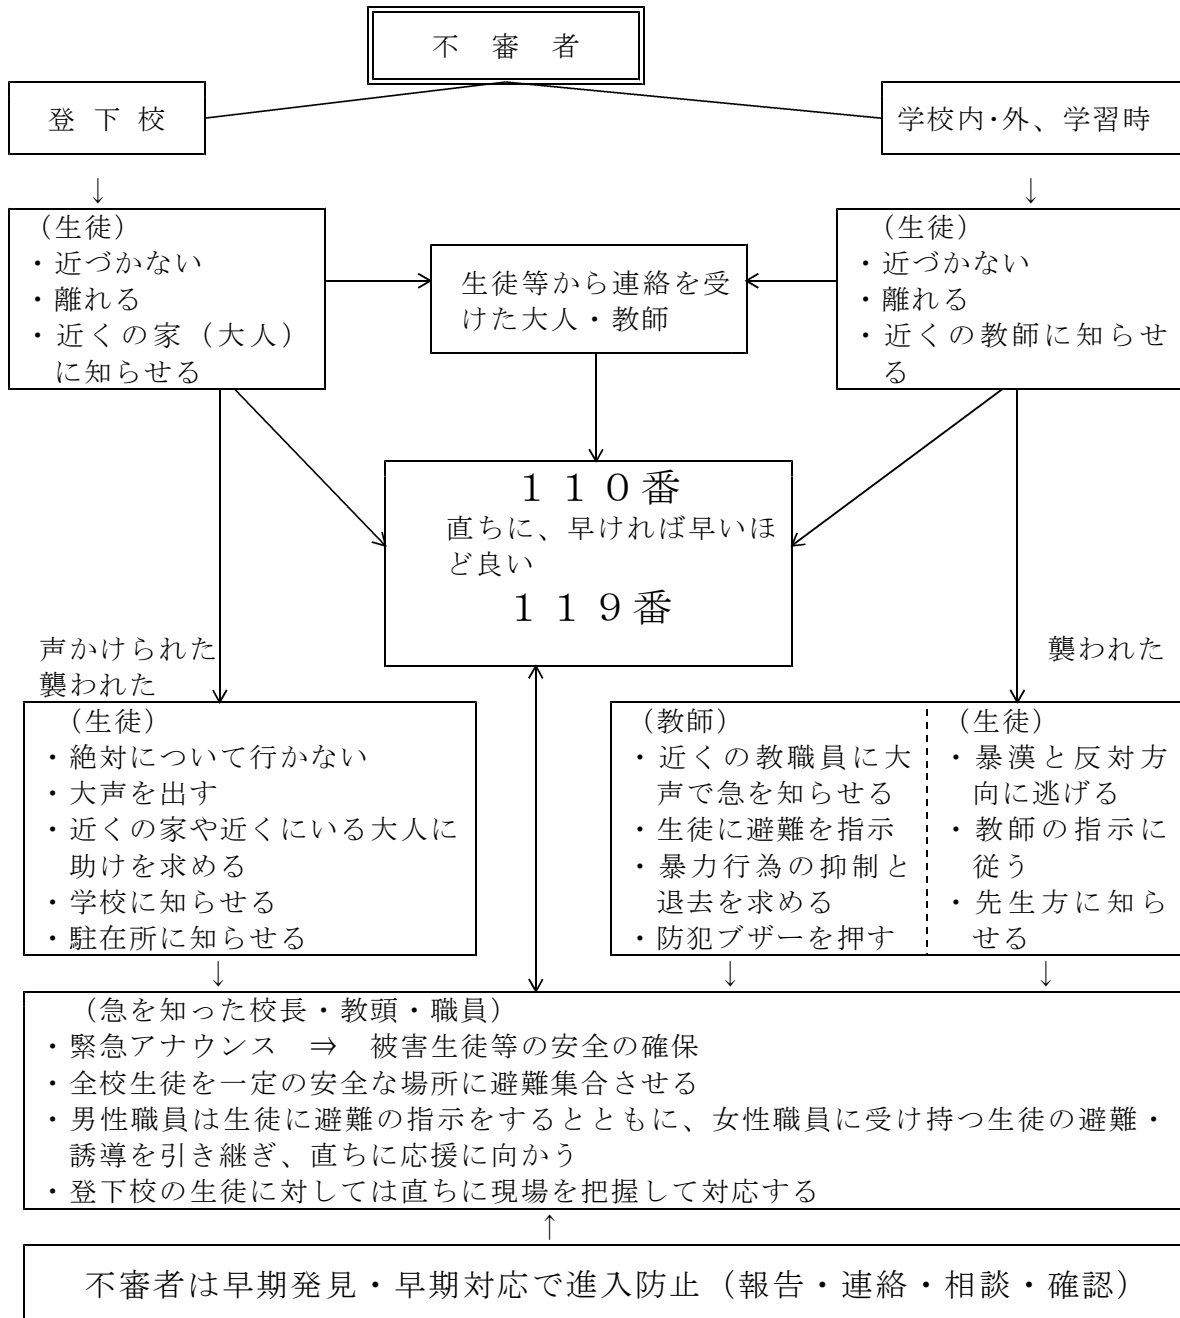 不 審 者
登 下 校
学校内・外、学習時
↓
↓
（生徒）
・近づかない
・離れる
・近くの家（大人）
に知らせる
生徒等から連絡を受
けた大人・教師
（生徒）
・近づかない
・離れる
・近くの教師に知らせ
る
１１０番
直ちに、早ければ早いほ
ど良い
１１９番
声かけられた
襲われた
襲われた
（生徒）
・絶対について行かない
・大声を出す
・近くの家や近くにいる大人に
助けを求める
・学校に知らせる
・駐在所に知らせる
（教師）
・近くの教職員に大
声で急を知らせる
・生徒に避難を指示
・暴力行為の抑制と
退去を求める
・防犯ブザーを押す
（生徒）
・暴漢と反対方
向に逃げる
・教師の指示に
従う
・先生方に知ら
せる
↓
↓
↓
（急を知った校長・教頭・職員）
・緊急アナウンス ⇒ 被害生徒等の安全の確保
・全校生徒を一定の安全な場所に避難集合させる
・男性職員は生徒に避難の指示をするとともに、女性職員に受け持つ生徒の避難・
誘導を引き継ぎ、直ちに応援に向かう
・登下校の生徒に対しては直ちに現場を把握して対応する
↑
不審者は早期発見・早期対応で進入防止（報告・連絡・相談・確認）